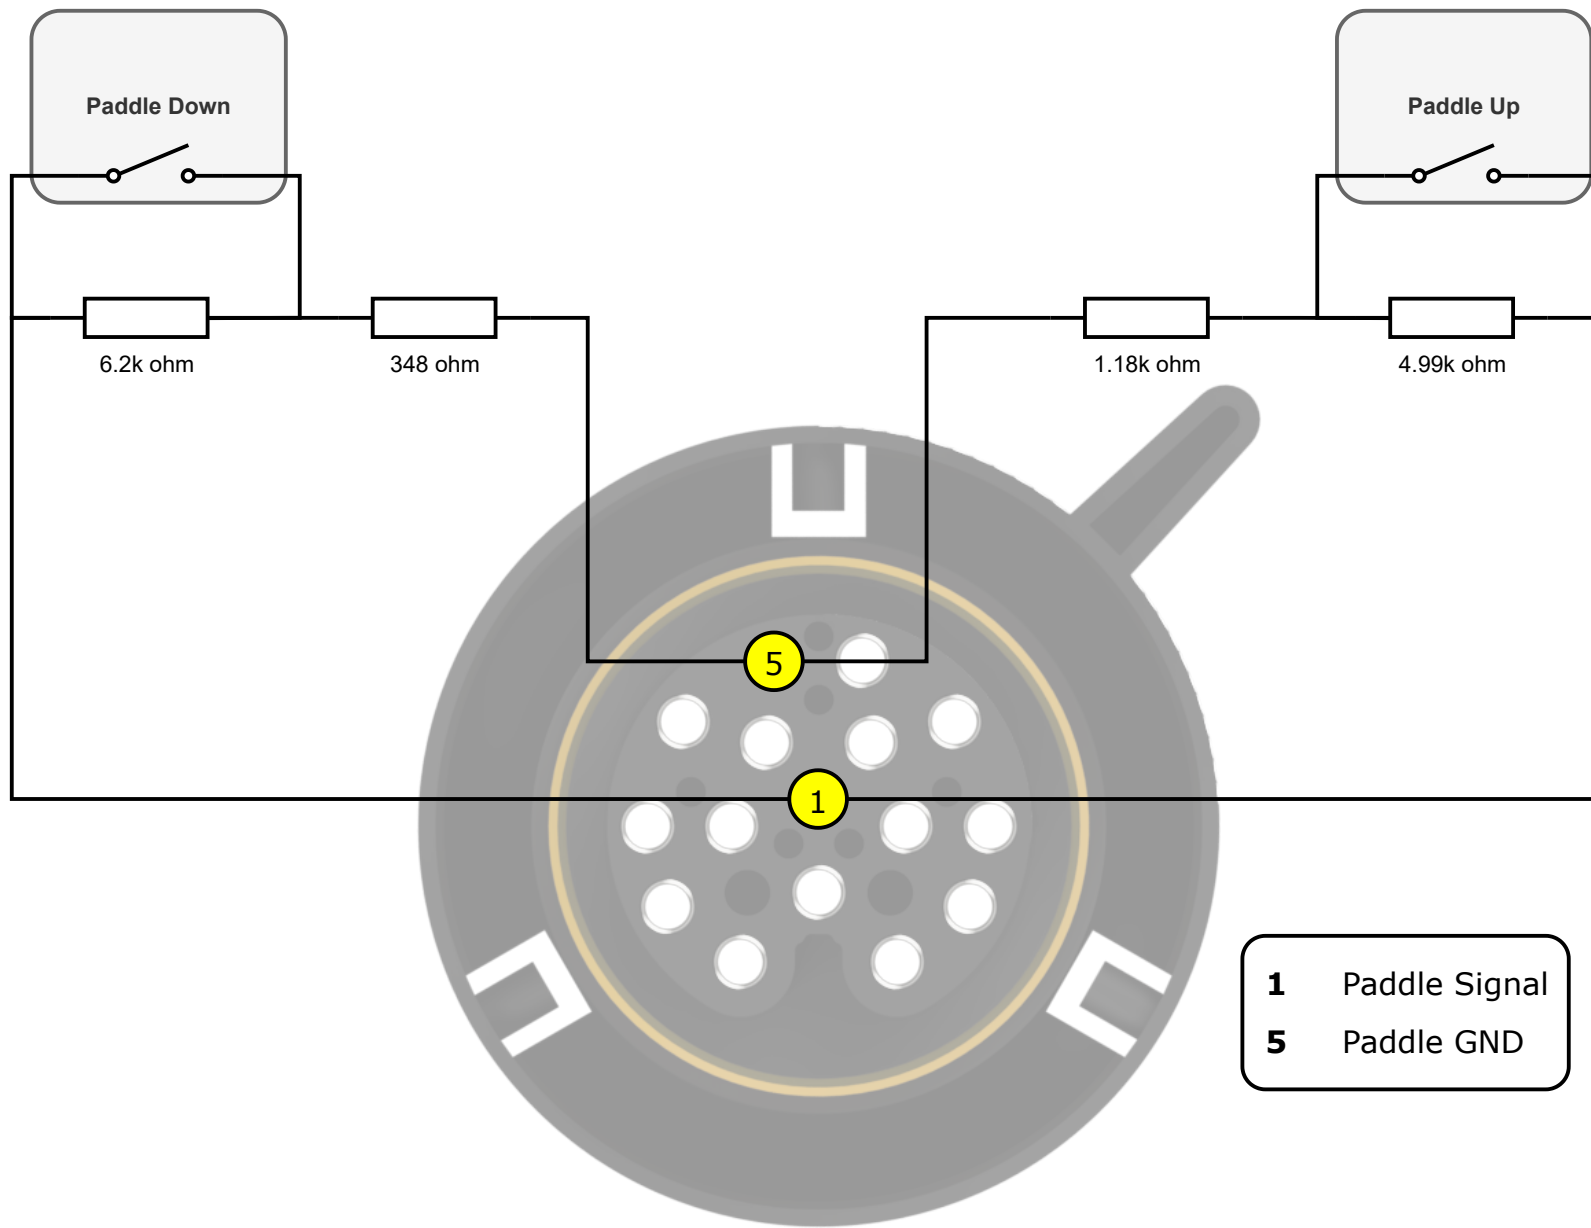 Paddle Down
Paddle Up
6.2k ohm
348 ohm
1.18k ohm
4.99k ohm
5
1
1 Paddle Signal
5 Paddle GND